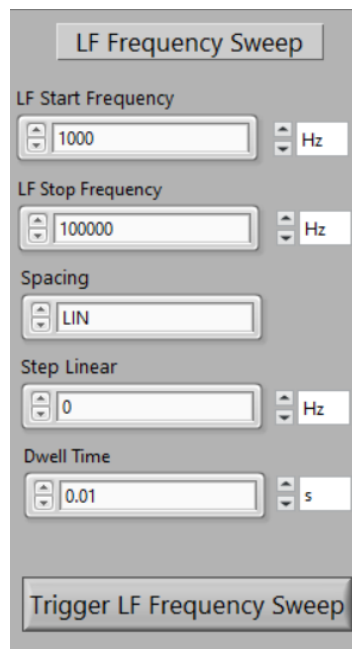 LF Frequency Sweep
LF Start Frequency
1000 Hz
LF Stop Frequency
100000 Hz
Spacing
LIN
Step Linear
0 Hz
Dwell Time
0.01 s
Trigger LF Frequency Sweep